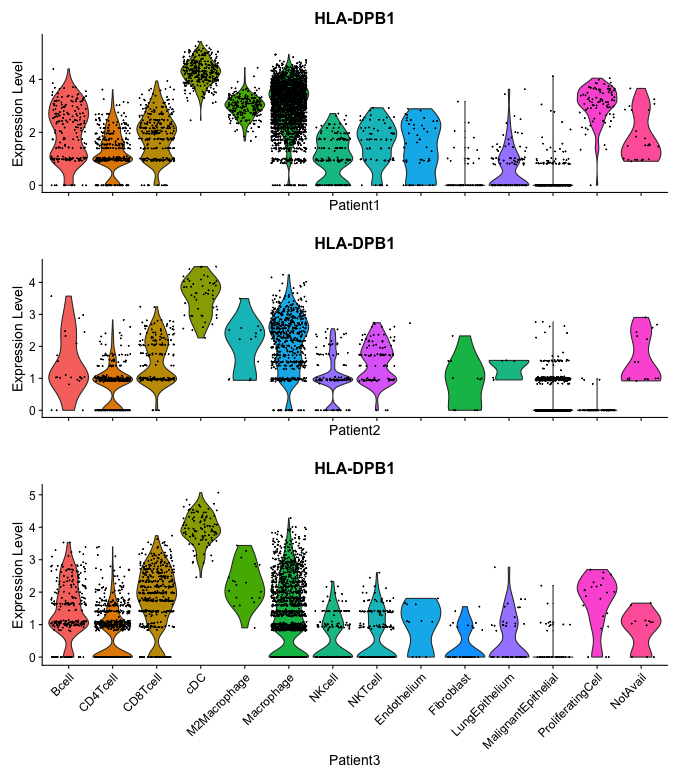 HLA-DPB1
Expression Level
4
2
0
Patient1
HLA-DPB1
Expression Level
4
3
2
1
0
Patient2
HLA-DPB1
Expression Level
5
4
3
2
1
0
Bcell
CD4Tcell
CD8Tcell
cDC
M2Macrophage
Macrophage
NKcell
NKTcell
Endothelium
Fibroblast
LungEpithelium
MalignantEpithelial
ProliferatingCell
NotAvail
Patient3